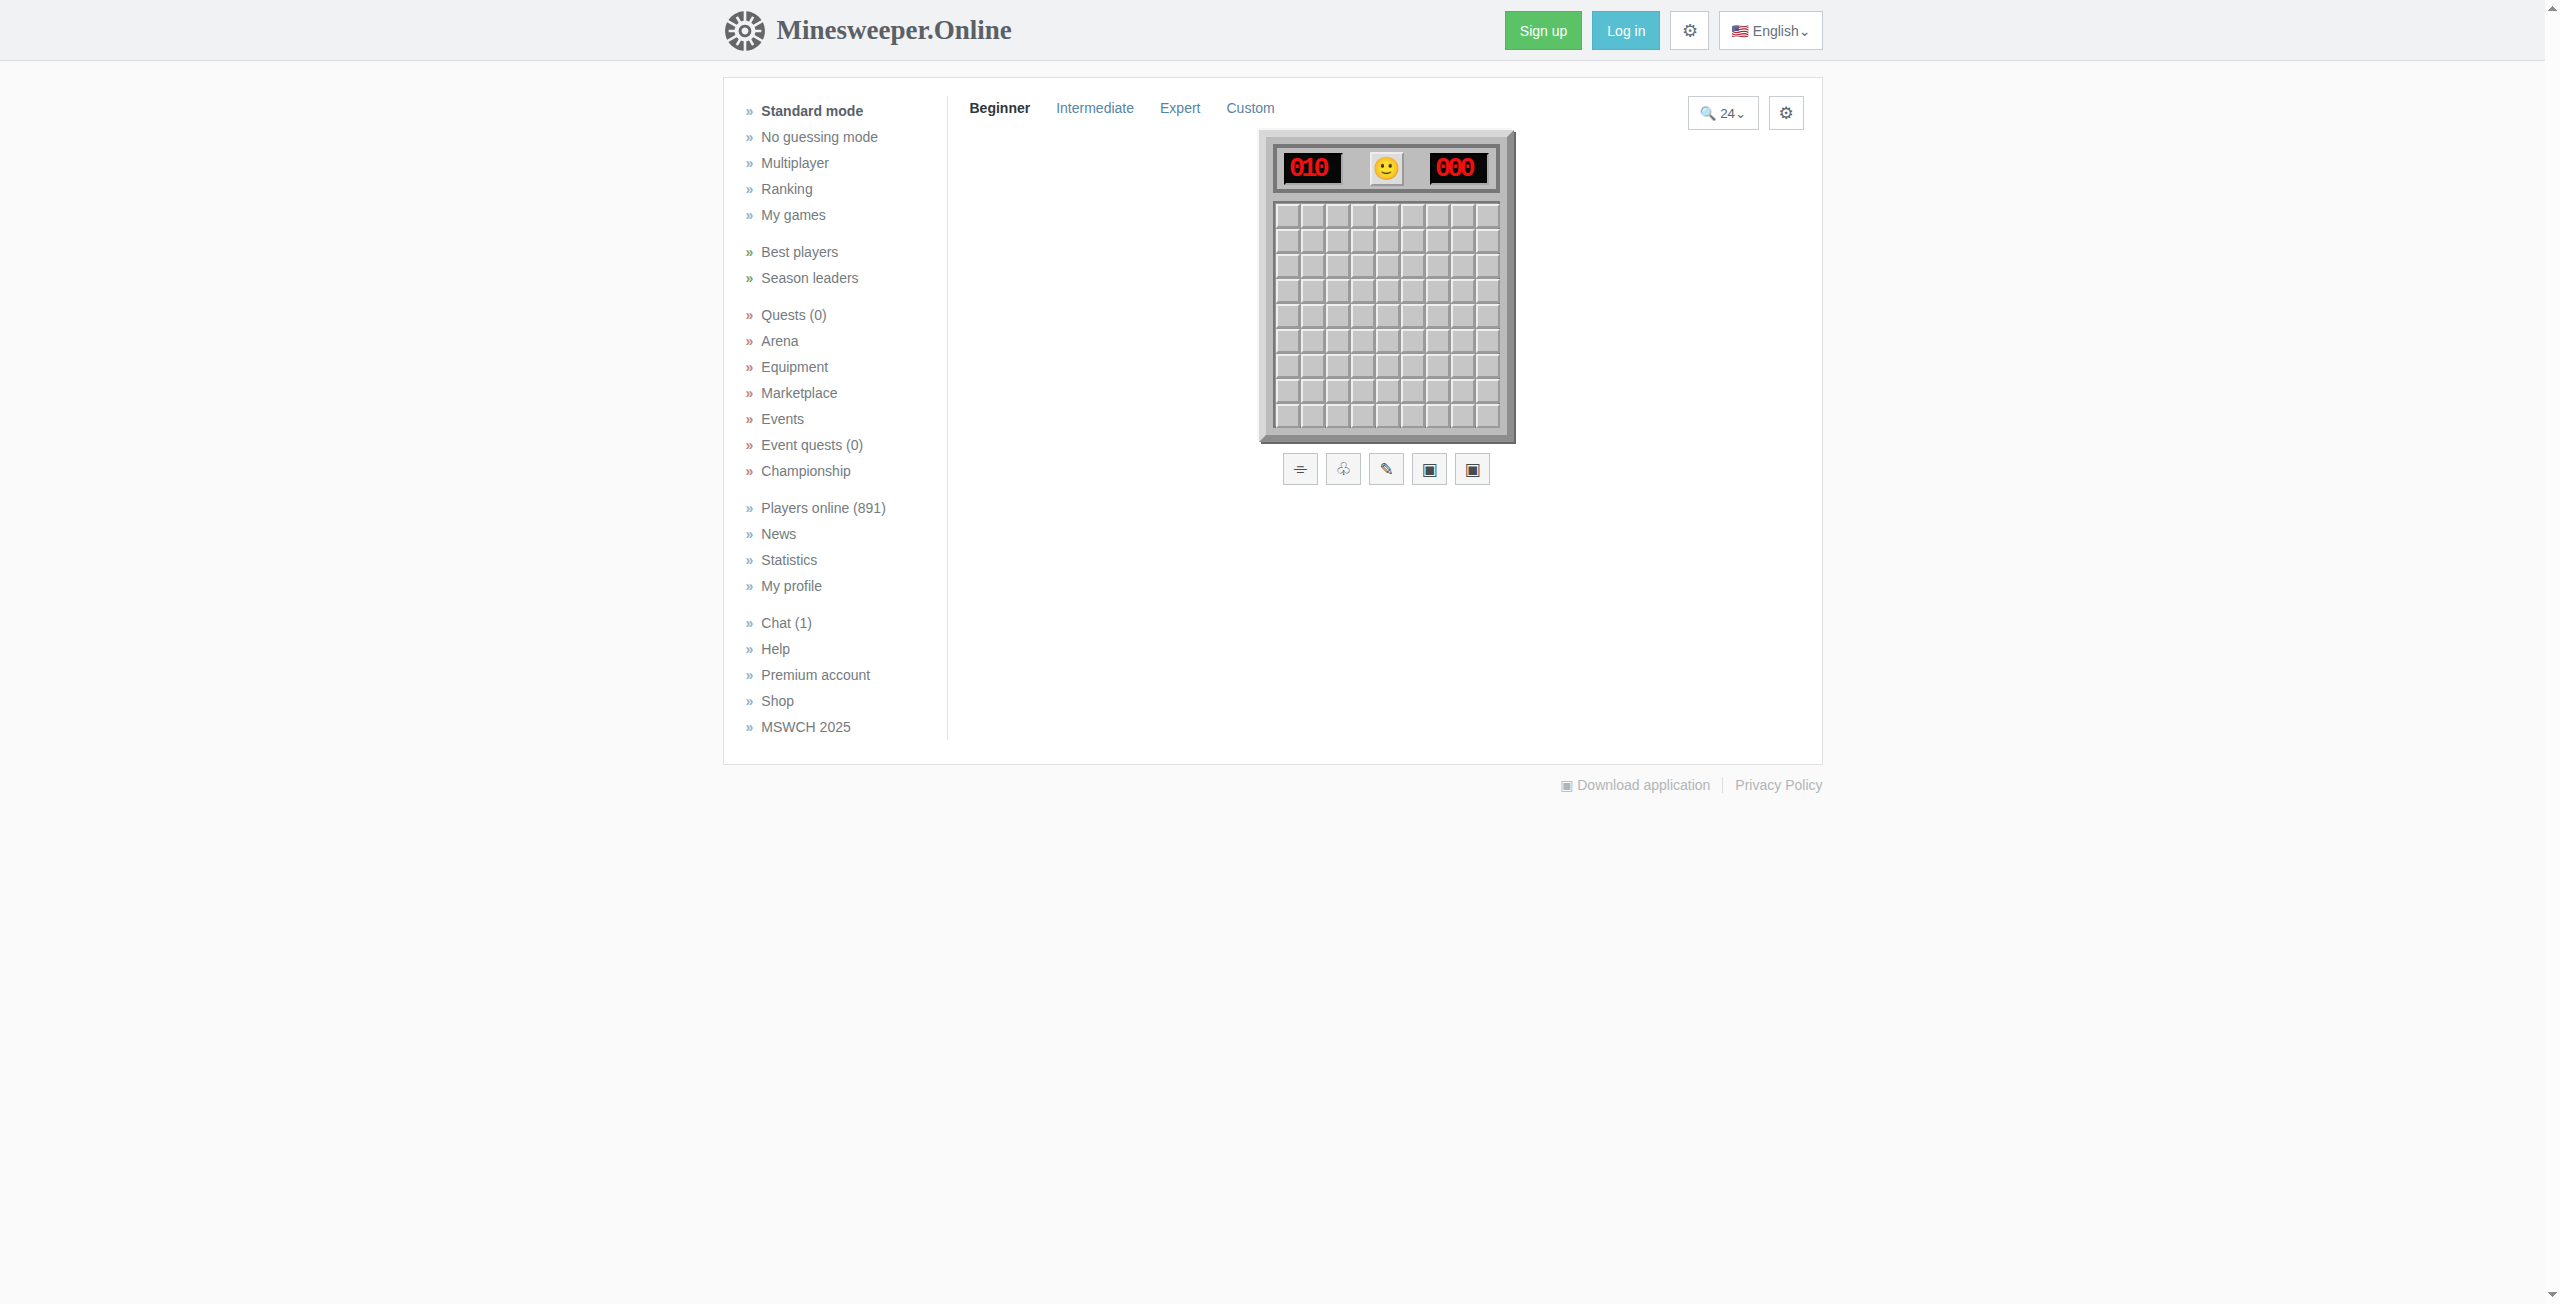 Minesweeper.Online
Sign up
Log in
English
» Standard mode
» No guessing mode
» Multiplayer
» Ranking
» My games
» Best players
» Season leaders
» Quests (0)
» Arena
» Equipment
» Marketplace
» Events
» Event quests (0)
» Championship
» Players online (891)
» News
» Statistics
» My profile
» Chat (1)
» Help
» Premium account
» Shop
» MSWCH 2025
Beginner Intermediate Expert Custom
24
010
000
Download application
Privacy Policy